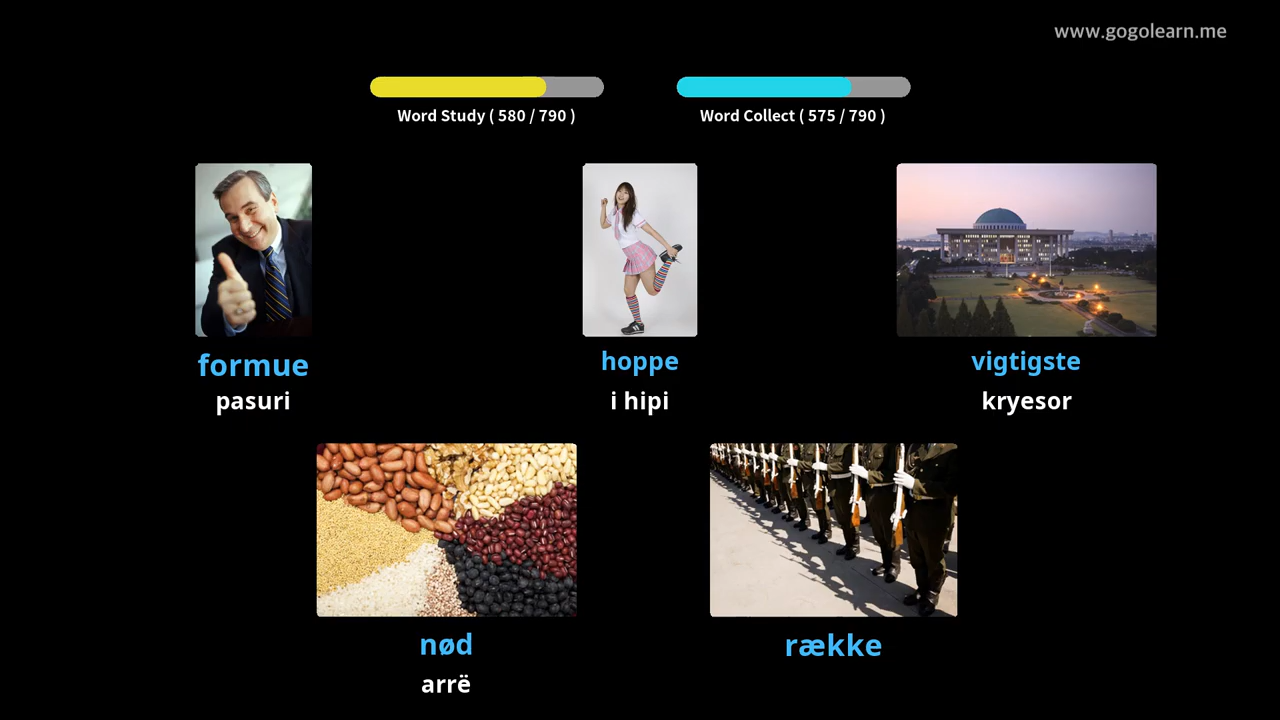 www.gogolearn.me
Word Study ( 580 / 790 )
Word Collect ( 575 / 790 )
formue
pasuri
hoppe
i hipi
vigtigste
kryesor
nød
arrë
række